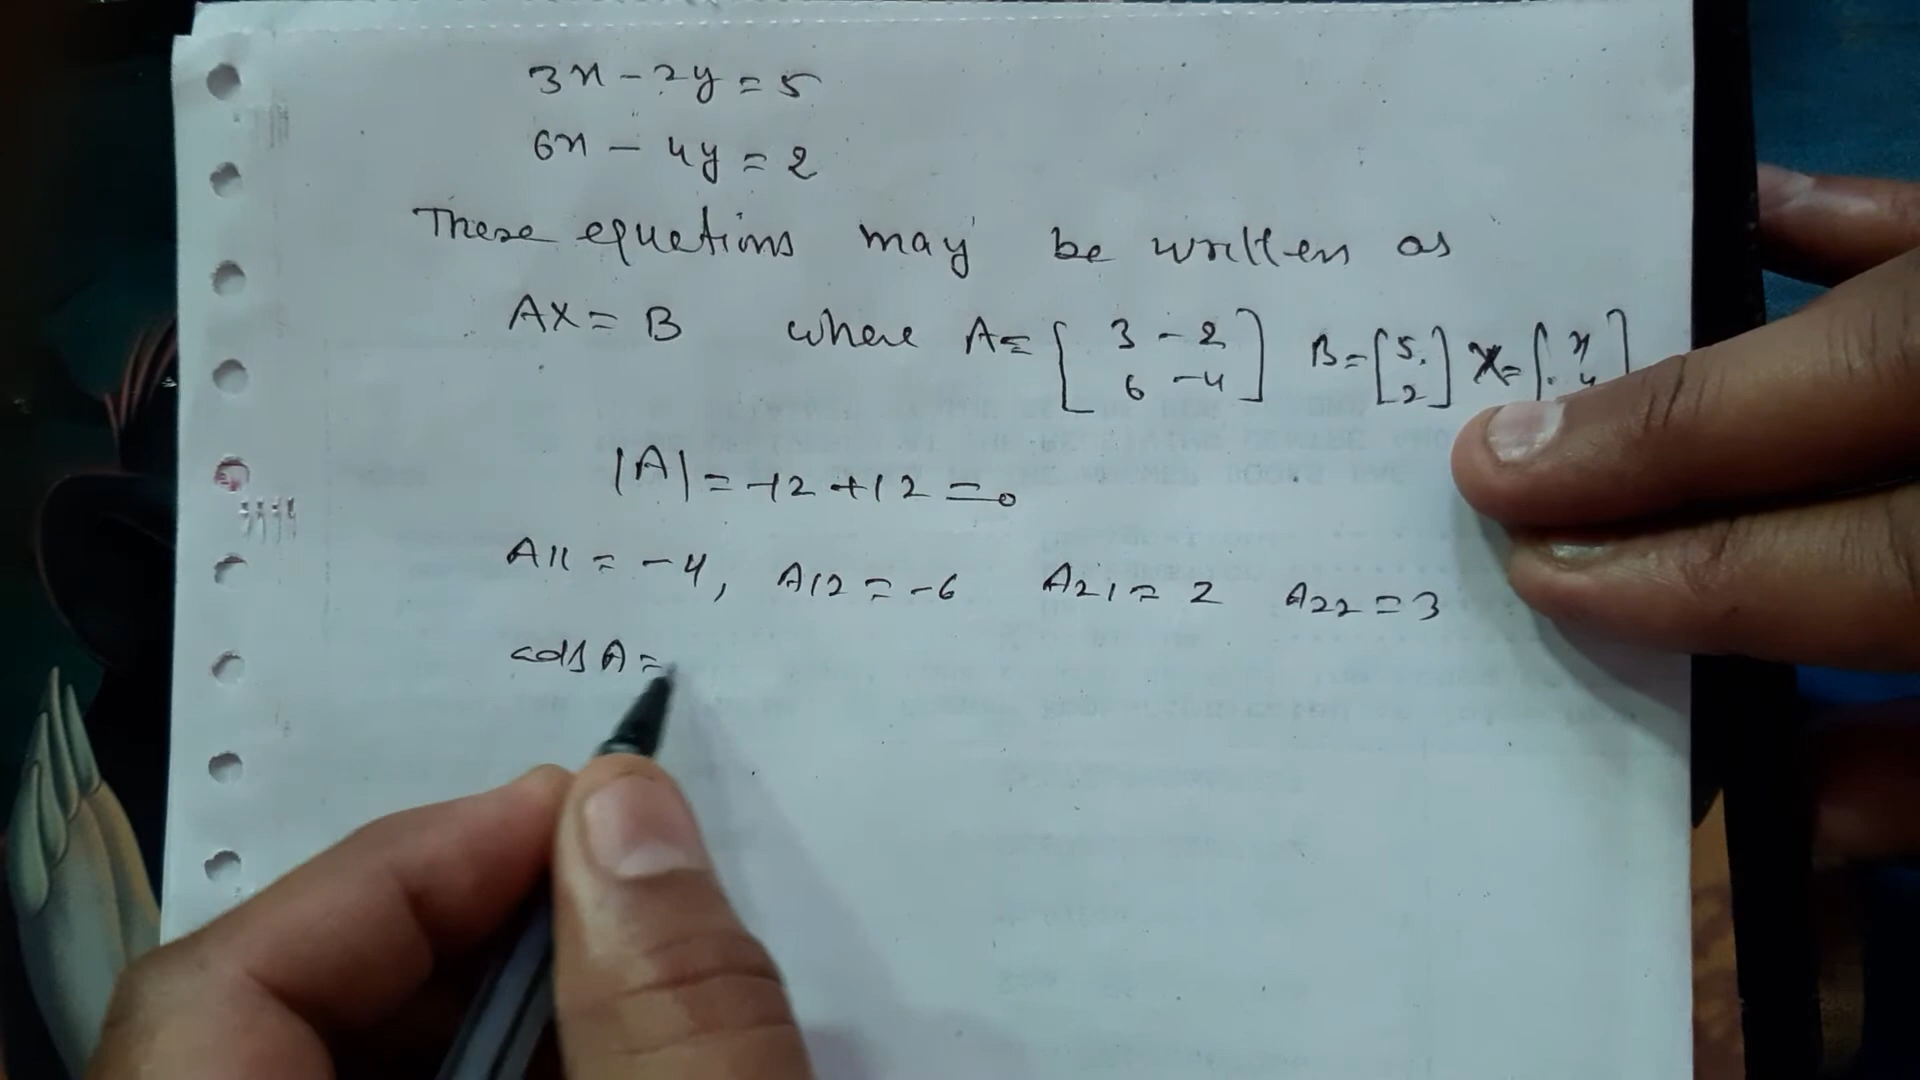 3x - 2y = 5
6x - 4y = 2
These equations may be written as
AX = B where A = [ 3 -2 6 -4 ] B = [ 5 2 ] X = [ x y ]
|A| = -12 + 12 = 0
A11 = -4, A12 = -6 A21 = 2 A22 = 3
adj A =